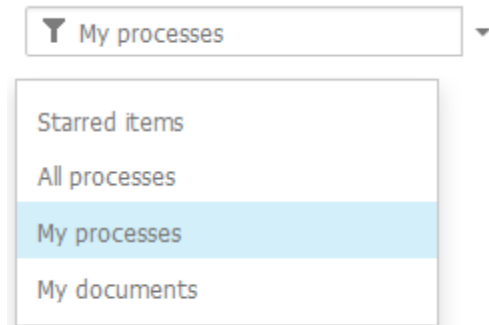 My processes
Starred items
All processes
My processes
My documents